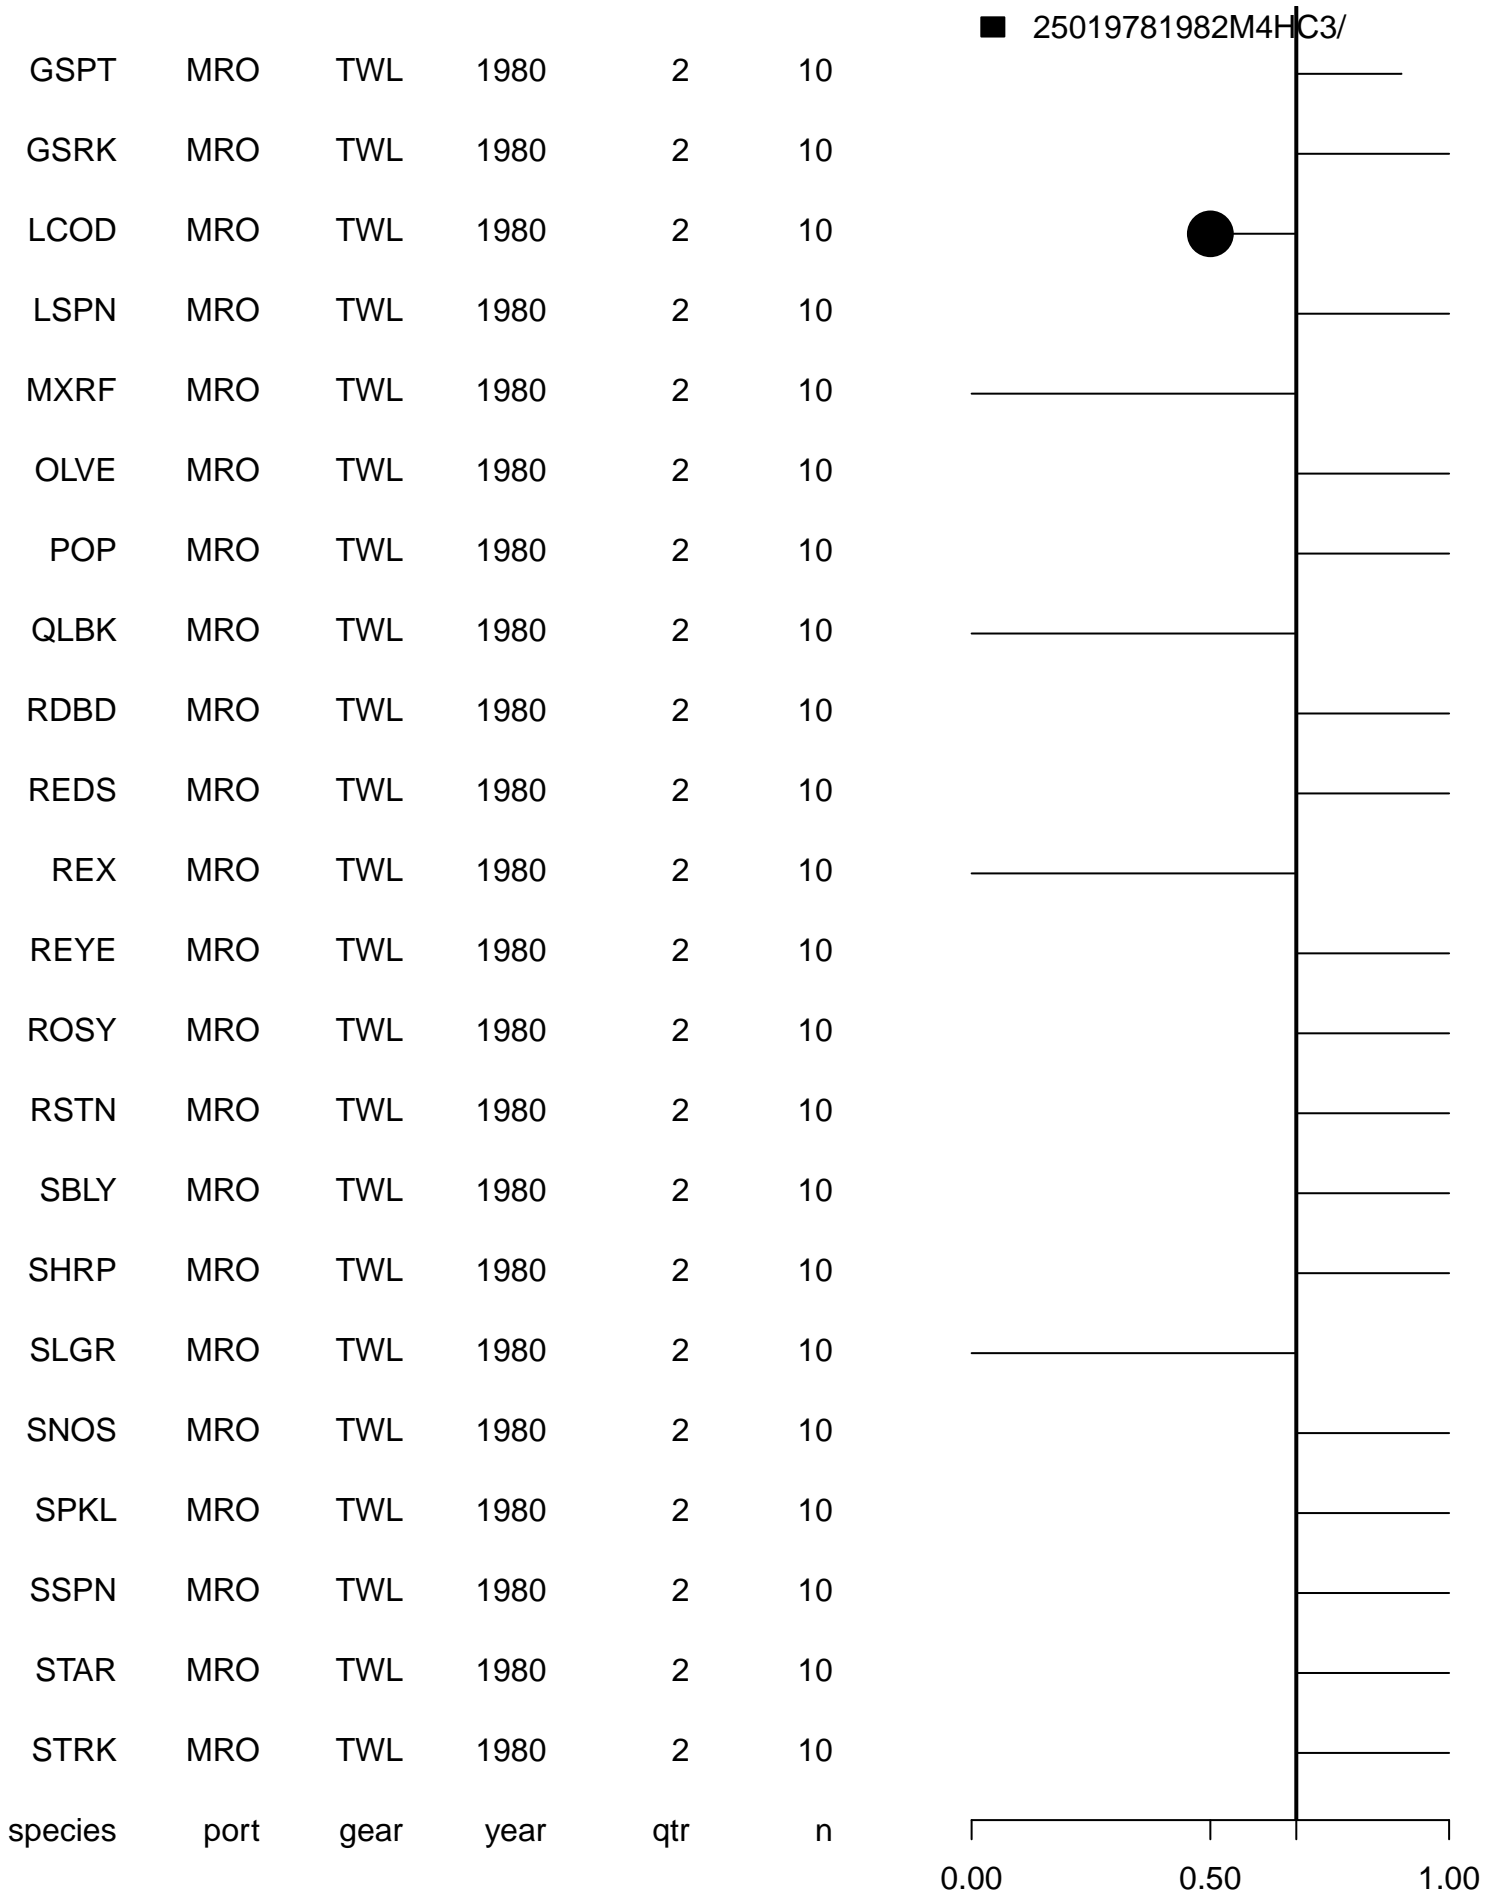 25019781982M4HC3/
GSPT MRO TWL 1980 2 10
GSRK MRO TWL 1980 2 10
LCOD MRO TWL 1980 2 10
LSPN MRO TWL 1980 2 10
MXRF MRO TWL 1980 2 10
OLVE MRO TWL 1980 2 10
POP MRO TWL 1980 2 10
QLBK MRO TWL 1980 2 10
RDBD MRO TWL 1980 2 10
REDS MRO TWL 1980 2 10
REX MRO TWL 1980 2 10
REYE MRO TWL 1980 2 10
ROSY MRO TWL 1980 2 10
RSTN MRO TWL 1980 2 10
SBLY MRO TWL 1980 2 10
SHRP MRO TWL 1980 2 10
SLGR MRO TWL 1980 2 10
SNOS MRO TWL 1980 2 10
SPKL MRO TWL 1980 2 10
SSPN MRO TWL 1980 2 10
STAR MRO TWL 1980 2 10
STRK MRO TWL 1980 2 10
species port gear year qtr n
0.00 0.50 1.00